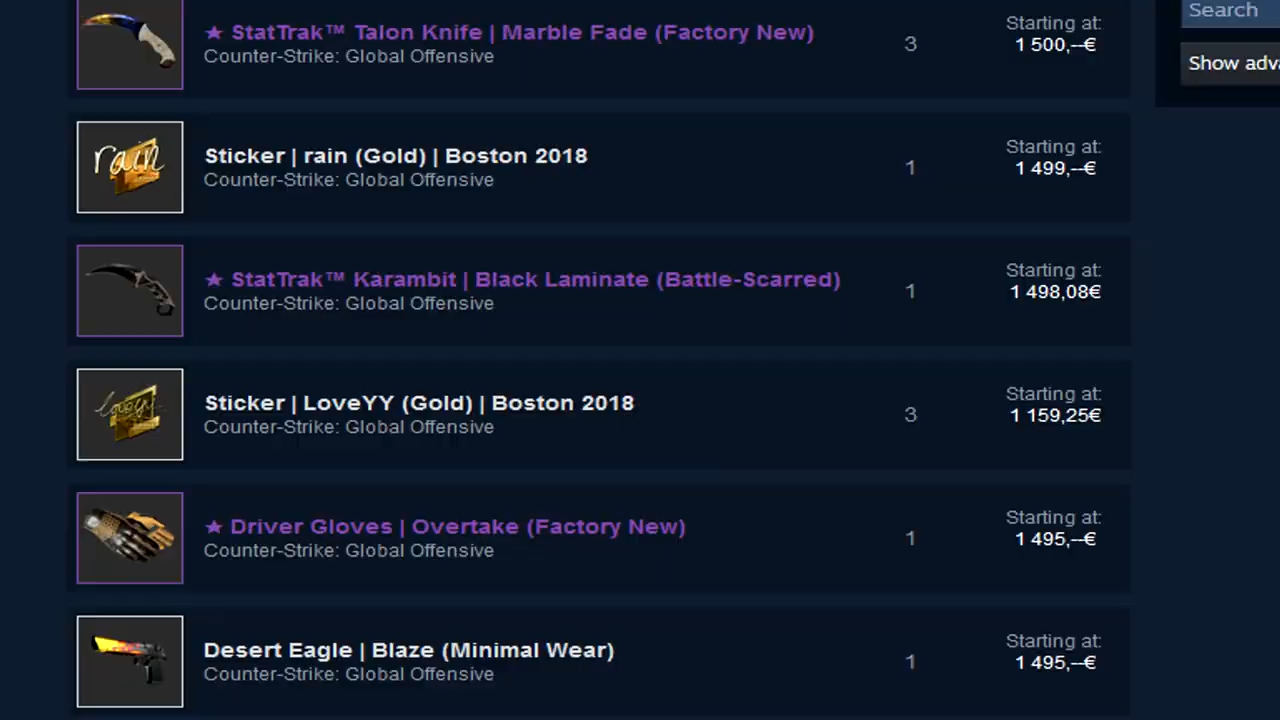 ★ StatTrak™ Talon Knife | Marble Fade (Factory New)
Counter-Strike: Global Offensive
3
Starting at:
1 500,--€
rain
Sticker | rain (Gold) | Boston 2018
Counter-Strike: Global Offensive
1
Starting at:
1 499,--€
★ StatTrak™ Karambit | Black Laminate (Battle-Scarred)
Counter-Strike: Global Offensive
1
Starting at:
1 498,08€
loveyy
Sticker | LoveYY (Gold) | Boston 2018
Counter-Strike: Global Offensive
3
Starting at:
1 159,25€
★ Driver Gloves | Overtake (Factory New)
Counter-Strike: Global Offensive
1
Starting at:
1 495,--€
Desert Eagle | Blaze (Minimal Wear)
Counter-Strike: Global Offensive
1
Starting at:
1 495,--€
Search
Show adva